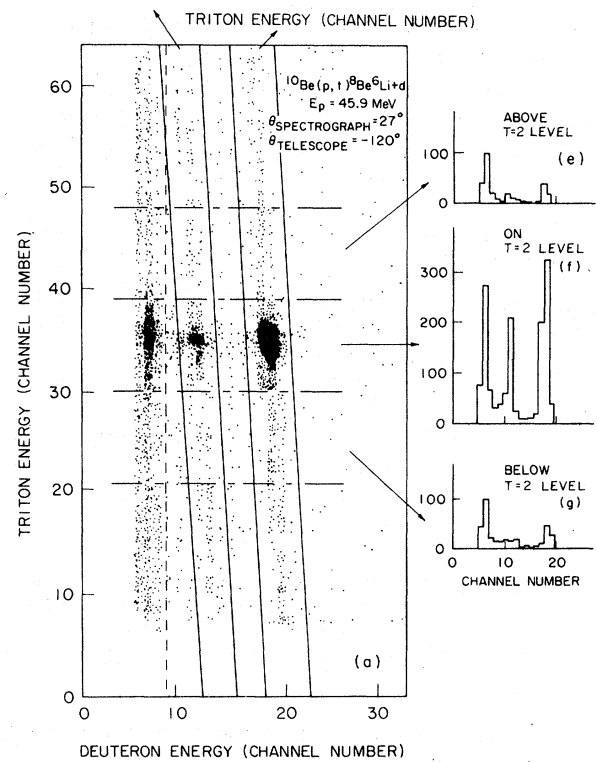 TRITON ENERGY (CHANNEL NUMBER)
¹⁰Be(p,t)⁸Be⁶Li+d
Eₚ = 45.9 MeV
θSPECTROGRAPH = 27°
θTELESCOPE = -120°
60
50
40
30
20
10
0
TRITON ENERGY (CHANNEL NUMBER)
(a)
0
10
20
30
DEUTERON ENERGY (CHANNEL NUMBER)
ABOVE
T=2 LEVEL
(e)
100
0
ON
T=2 LEVEL
(f)
300
200
100
0
BELOW
T=2 LEVEL
(g)
100
0
0
10
20
CHANNEL NUMBER